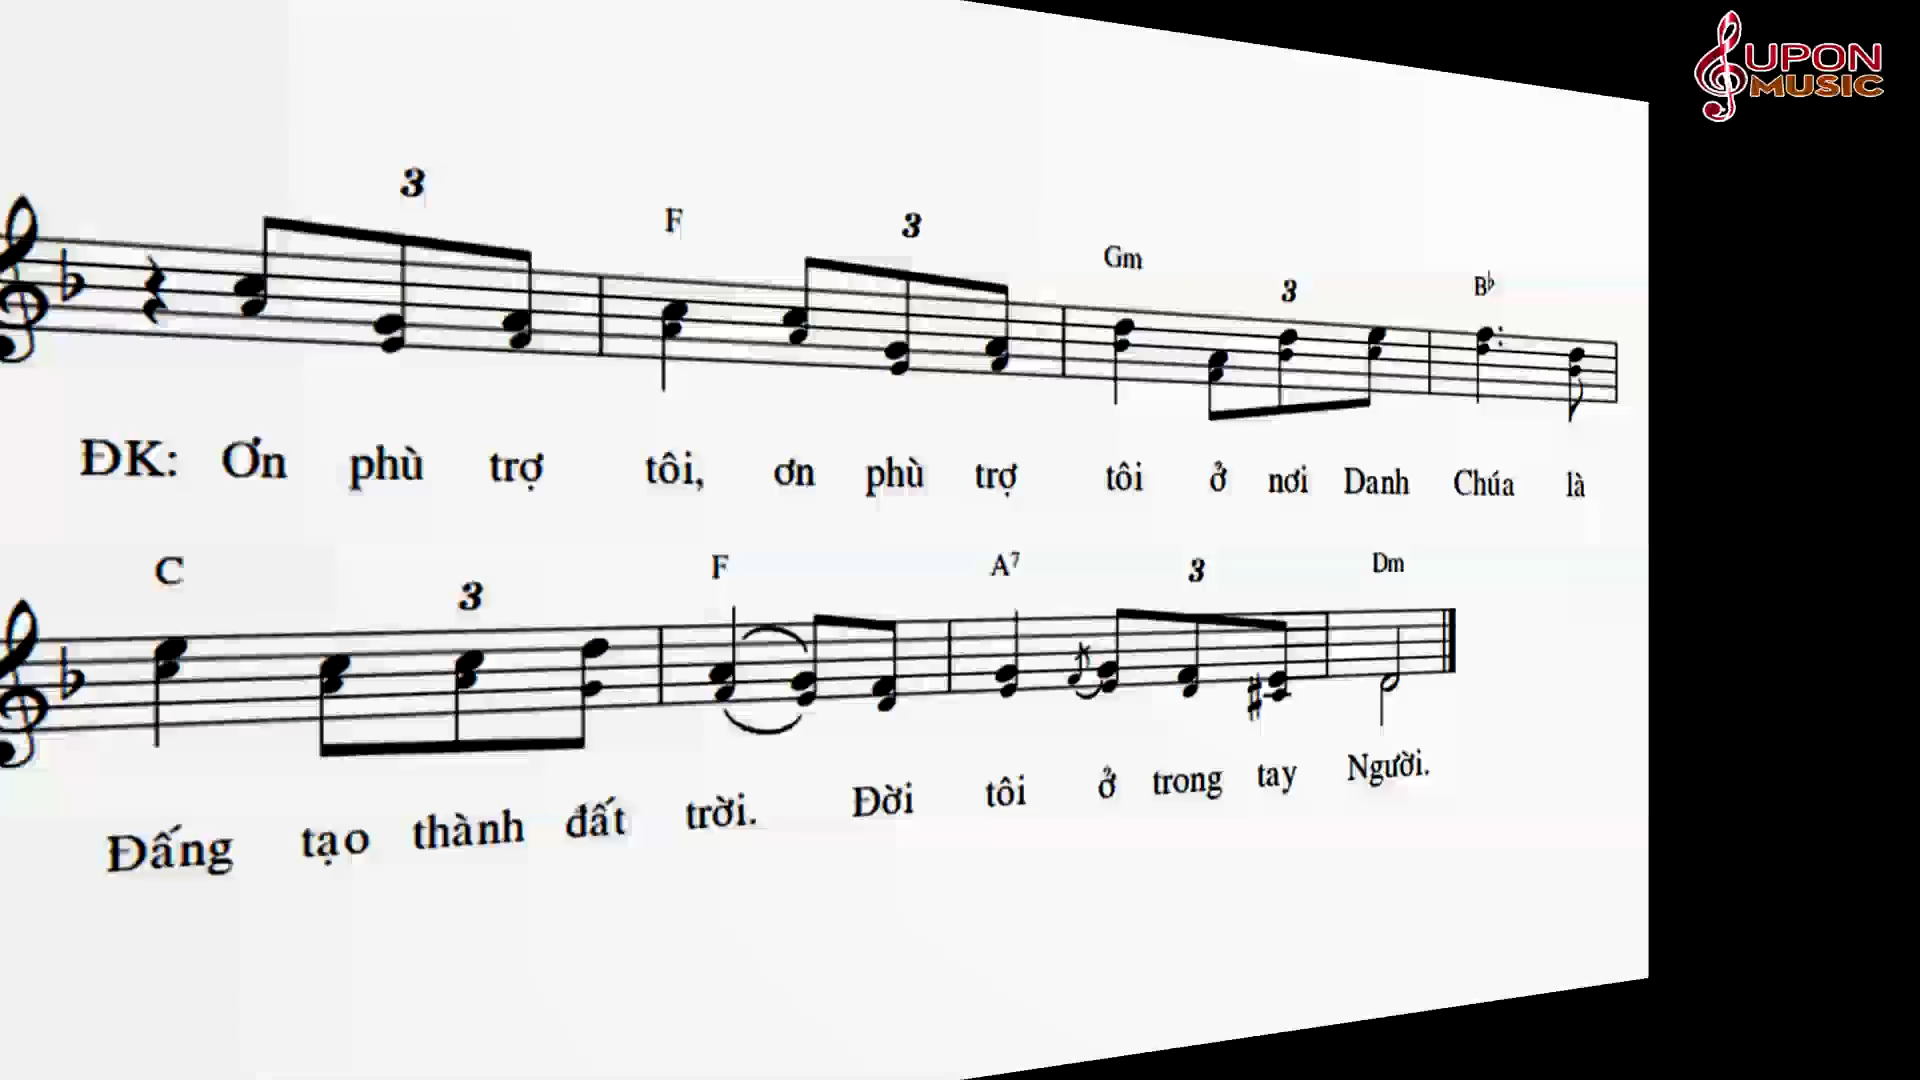 UPON
MUSIC
3 F 3 Gm 3 B♭
ĐK: Ơn phù trợ tôi, ơn phù trợ tôi ở nơi Danh Chúa là
C 3 F A7 3 Dm
Đấng tạo thành đất trời. Đời tôi ở trong tay Người.